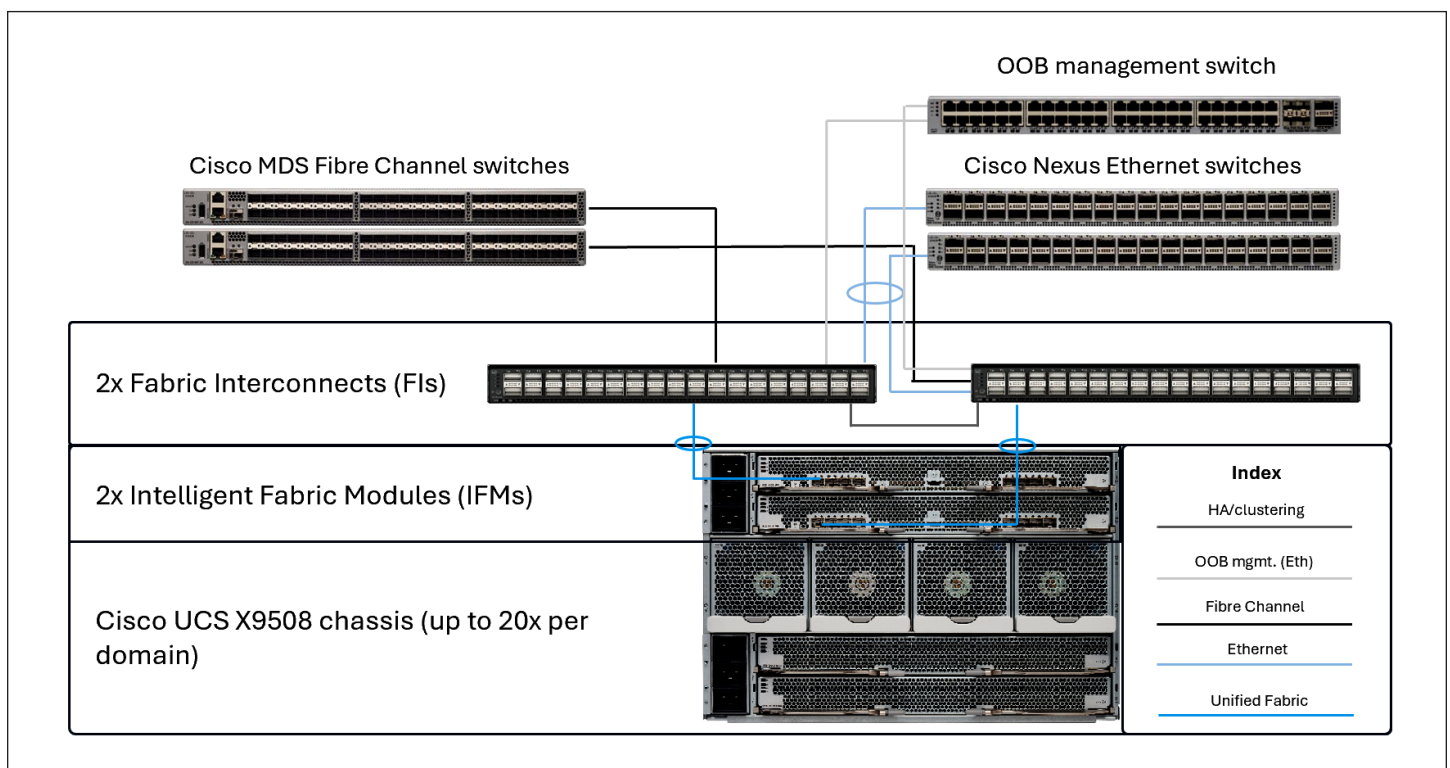 OOB management switch
Cisco MDS Fibre Channel switches
Cisco Nexus Ethernet switches
2x Fabric Interconnects (FIs)
2x Intelligent Fabric Modules (IFMs)
Cisco UCS X9508 chassis (up to 20x per
domain)
Index
HA/clustering
OOB mgmt. (Eth)
Fibre Channel
Ethernet
Unified Fabric